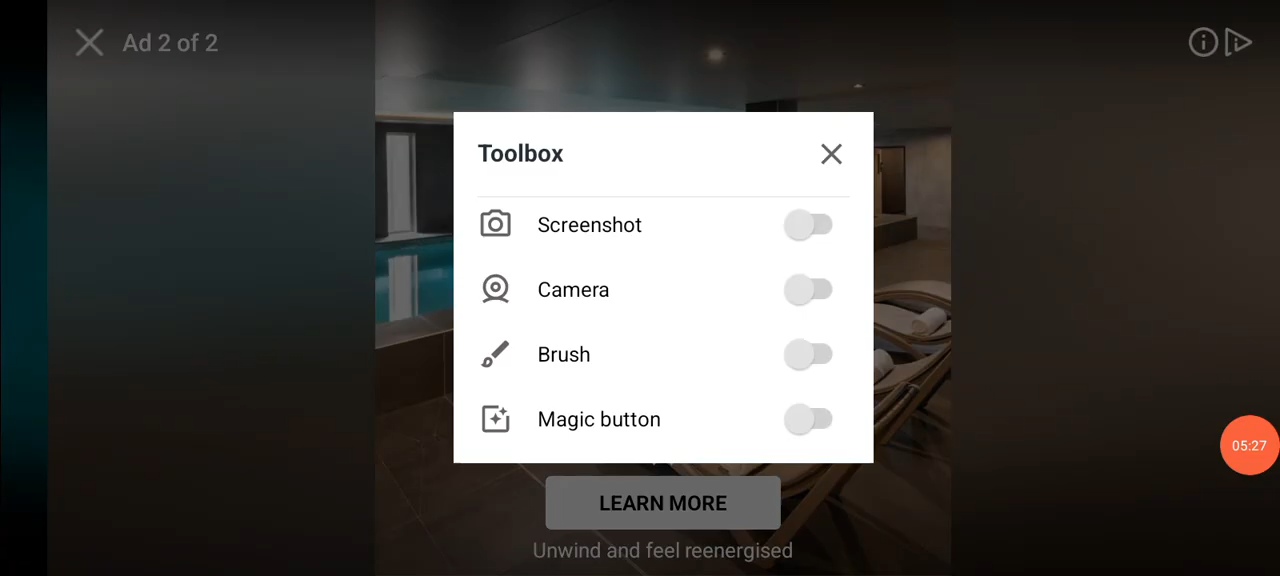 Ad 2 of 2
Toolbox
Screenshot
Camera
Brush
Magic button
05:27
LEARN MORE
Unwind and feel reenergised